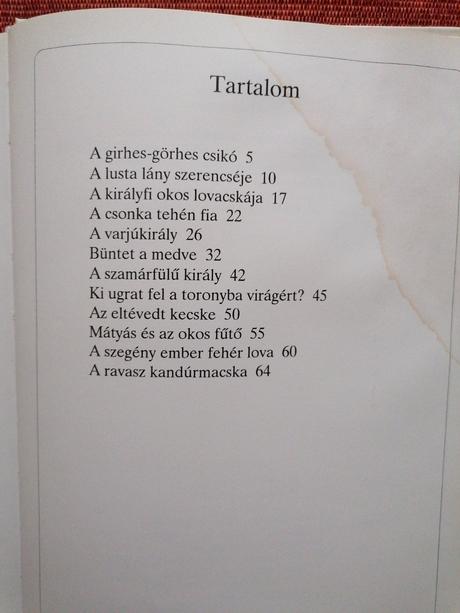 Tartalom
A girhes-görhes csikó 5
A lusta lány szerencséje 10
A királyfi okos lovacskája 17
A csonka tehén fia 22
A varjúkirály 26
Büntet a medve 32
A szamárfülű király 42
Ki ugrat fel a toronyba virágért? 45
Az eltévedt kecske 50
Mátyás és az okos fűtő 55
A szegény ember fehér lova 60
A ravasz kandúrmacska 64